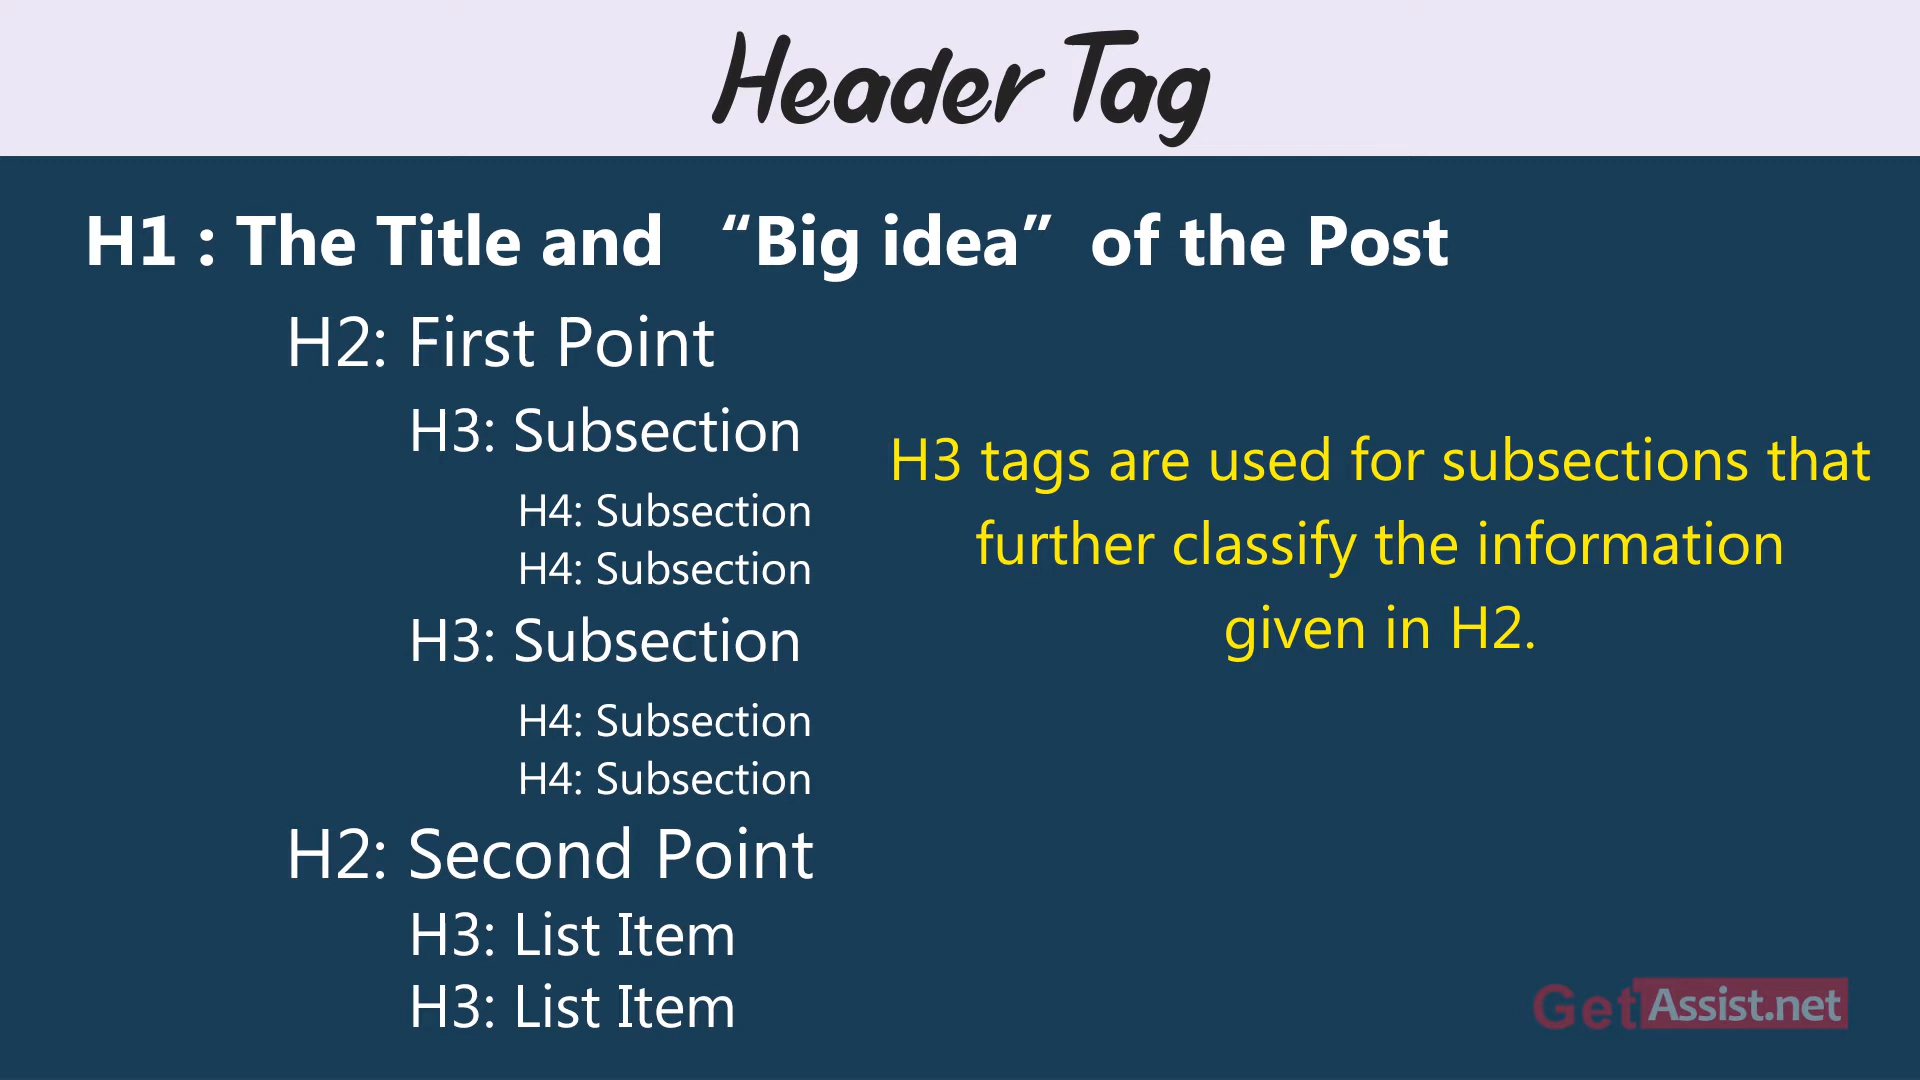 Header Tag
H1 : The Title and “Big idea” of the Post
H2: First Point
H3: Subsection
H4: Subsection
H4: Subsection
H3: Subsection
H4: Subsection
H4: Subsection
H2: Second Point
H3: List Item
H3: List Item
H3 tags are used for subsections that
further classify the information
given in H2.
GetAssist.net